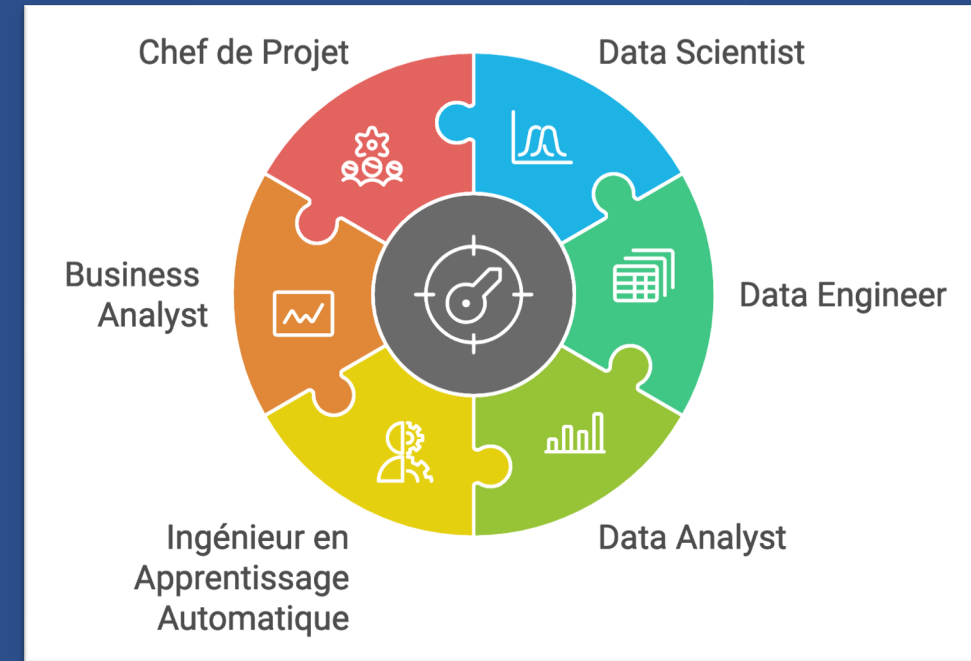 Chef de Projet
Data Scientist
Business
Analyst
Data Engineer
Ingénieur en
Apprentissage
Automatique
Data Analyst